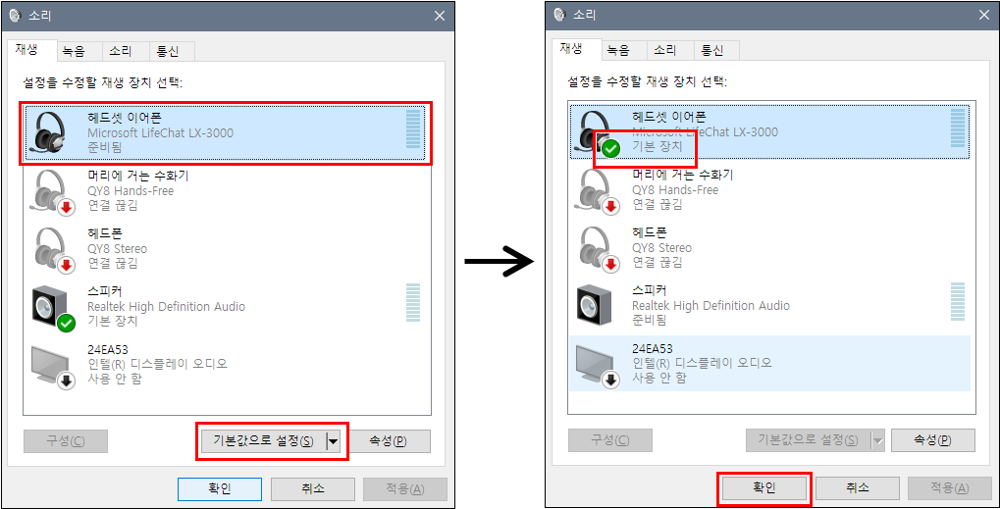 소리
재생
녹음
소리
통신
설정을 수정할 재생 장치 선택:
헤드셋 이어폰
Microsoft LifeChat LX-3000
준비됨
머리에 거는 수화기
QY8 Hands-Free
연결 끊김
헤드폰
QY8 Stereo
연결 끊김
스피커
Realtek High Definition Audio
기본 장치
24EA53
인텔(R) 디스플레이 오디오
사용 안 함
구성(C)
기본값으로 설정(S)
속성(P)
확인
취소
적용(A)
소리
재생
녹음
소리
통신
설정을 수정할 재생 장치 선택:
헤드셋 이어폰
Microsoft LifeChat LX-3000
기본 장치
머리에 거는 수화기
QY8 Hands-Free
연결 끊김
헤드폰
QY8 Stereo
연결 끊김
스피커
Realtek High Definition Audio
준비됨
24EA53
인텔(R) 디스플레이 오디오
사용 안 함
구성(C)
기본값으로 설정(S)
속성(P)
확인
취소
적용(A)